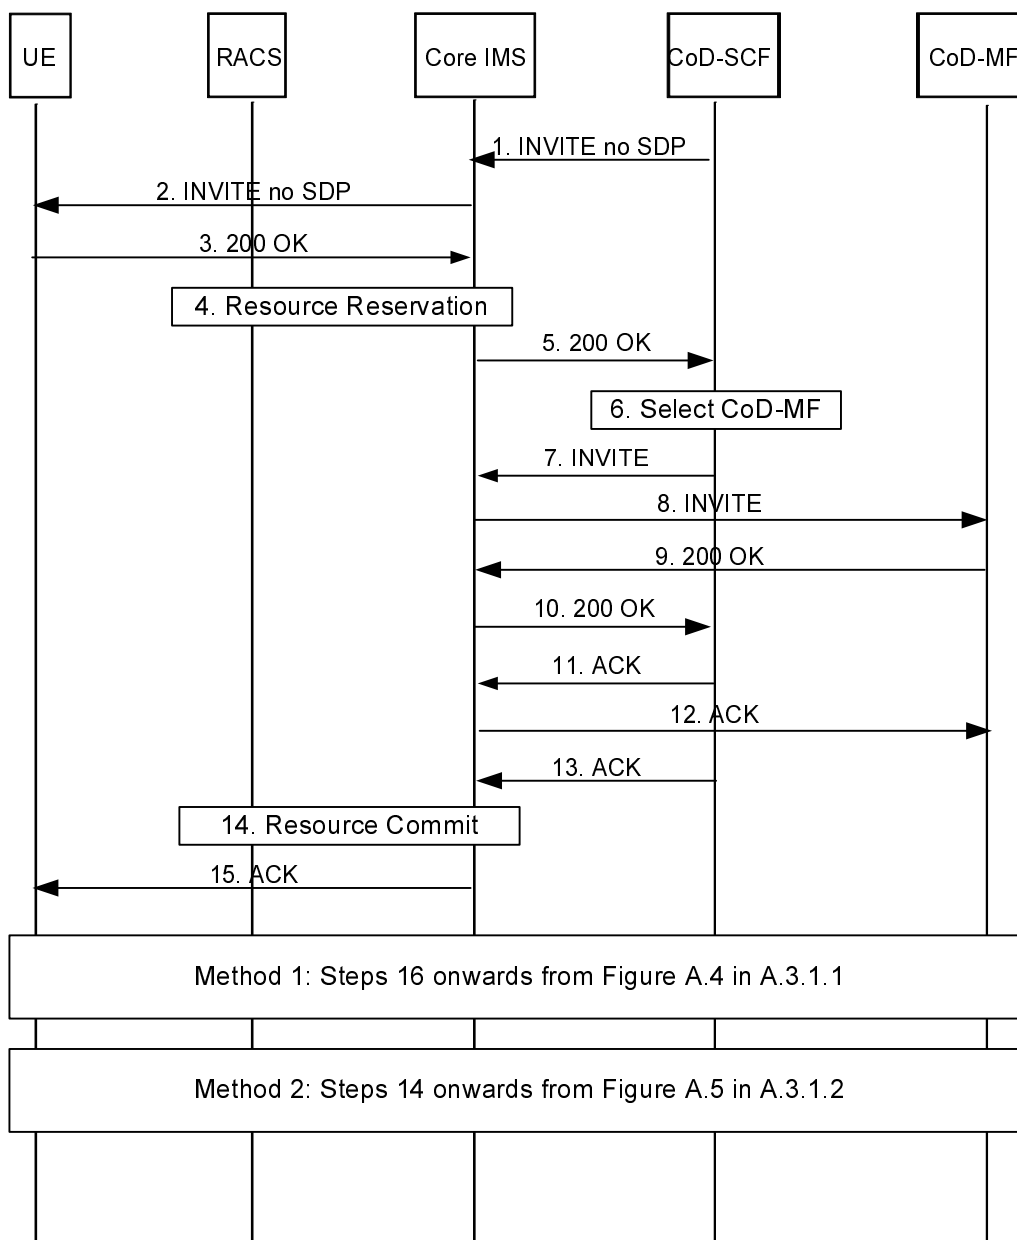 UE
RACS
Core IMS
CoD-SCF
CoD-MF
1. INVITE no SDP
2. INVITE no SDP
3. 200 OK
4. Resource Reservation
5. 200 OK
6. Select CoD-MF
7. INVITE
8. INVITE
9. 200 OK
10. 200 OK
11. ACK
12. ACK
13. ACK
14. Resource Commit
15. ACK
Method 1: Steps 16 onwards from Figure A.4 in A.3.1.1
Method 2: Steps 14 onwards from Figure A.5 in A.3.1.2